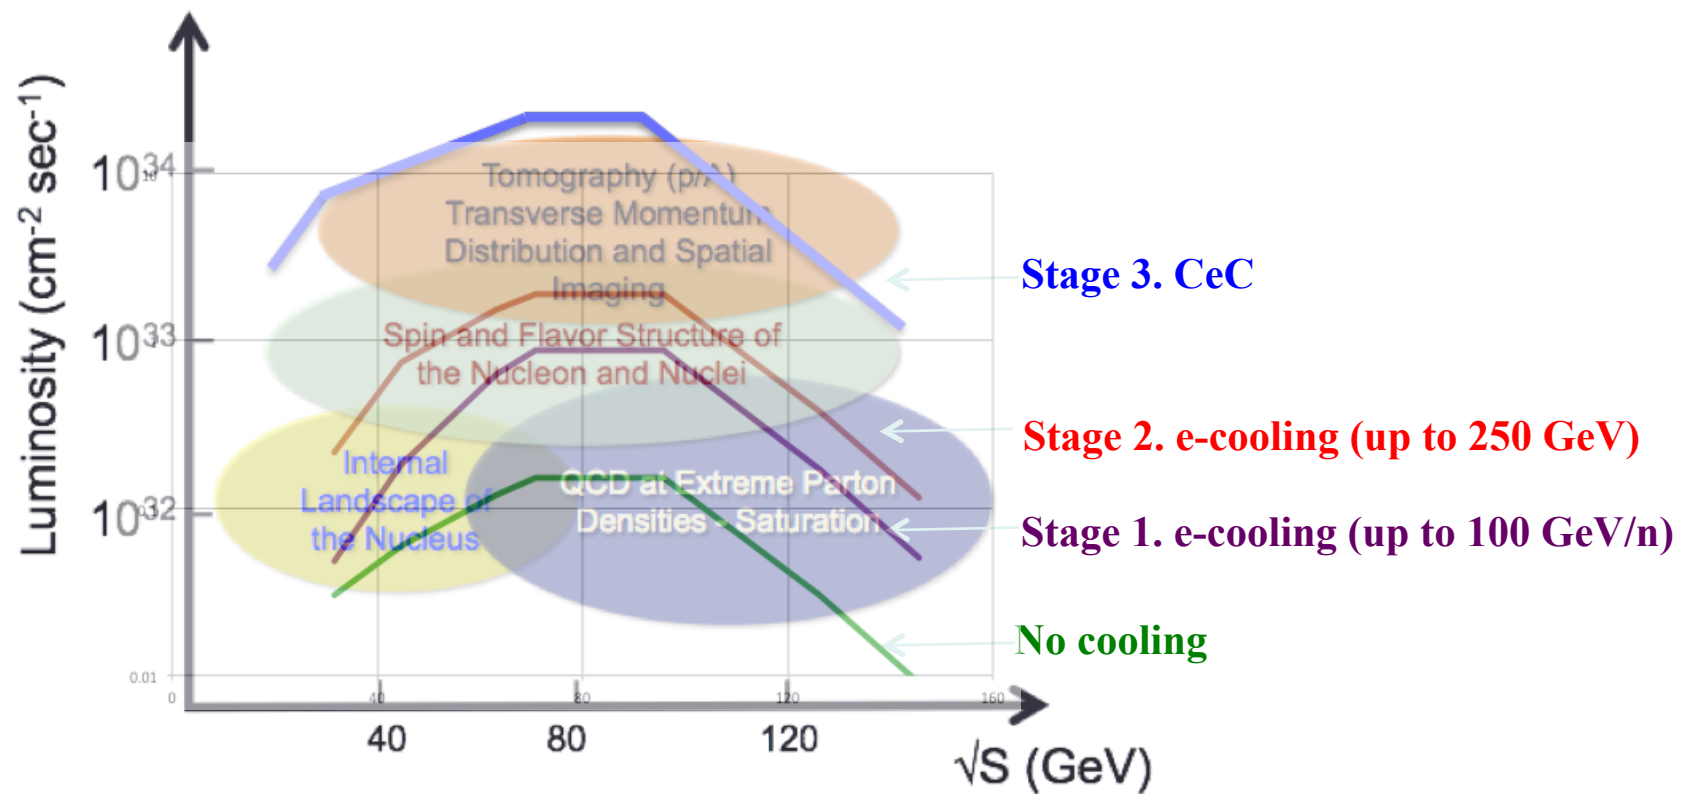 Luminosity (cm-2 sec-1)
1034
10
1033
1032
0.01
0
40
80
120
160
40
80
120
√S (GeV)
Tomography (p/A)
Transverse Momentum
Distribution and Spatial
Imaging
Spin and Flavor Structure of
the Nucleon and Nuclei
Internal
Landscape of
the Nucleus
QCD at Extreme Parton
Densities - Saturation
Stage 3. CeC
Stage 2. e-cooling (up to 250 GeV)
Stage 1. e-cooling (up to 100 GeV/n)
No cooling